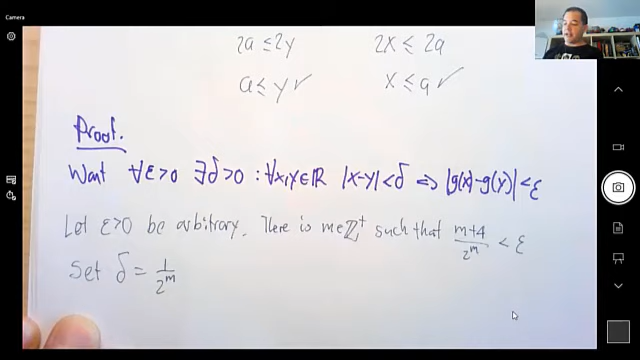 Camera
2a ≤ 2y 2x ≤ 2a
a ≤ y ✓ x ≤ a ✓
Proof.
Want ∀ε>0 ∃δ>0 : ∀x,y∈ℝ |x-y|<δ ⇒ |g(x)-g(y)|<ε
Let ε>0 be arbitrary. There is m∈ℤ⁺ such that (m+4)/2^m < ε
Set δ = 1/2^m